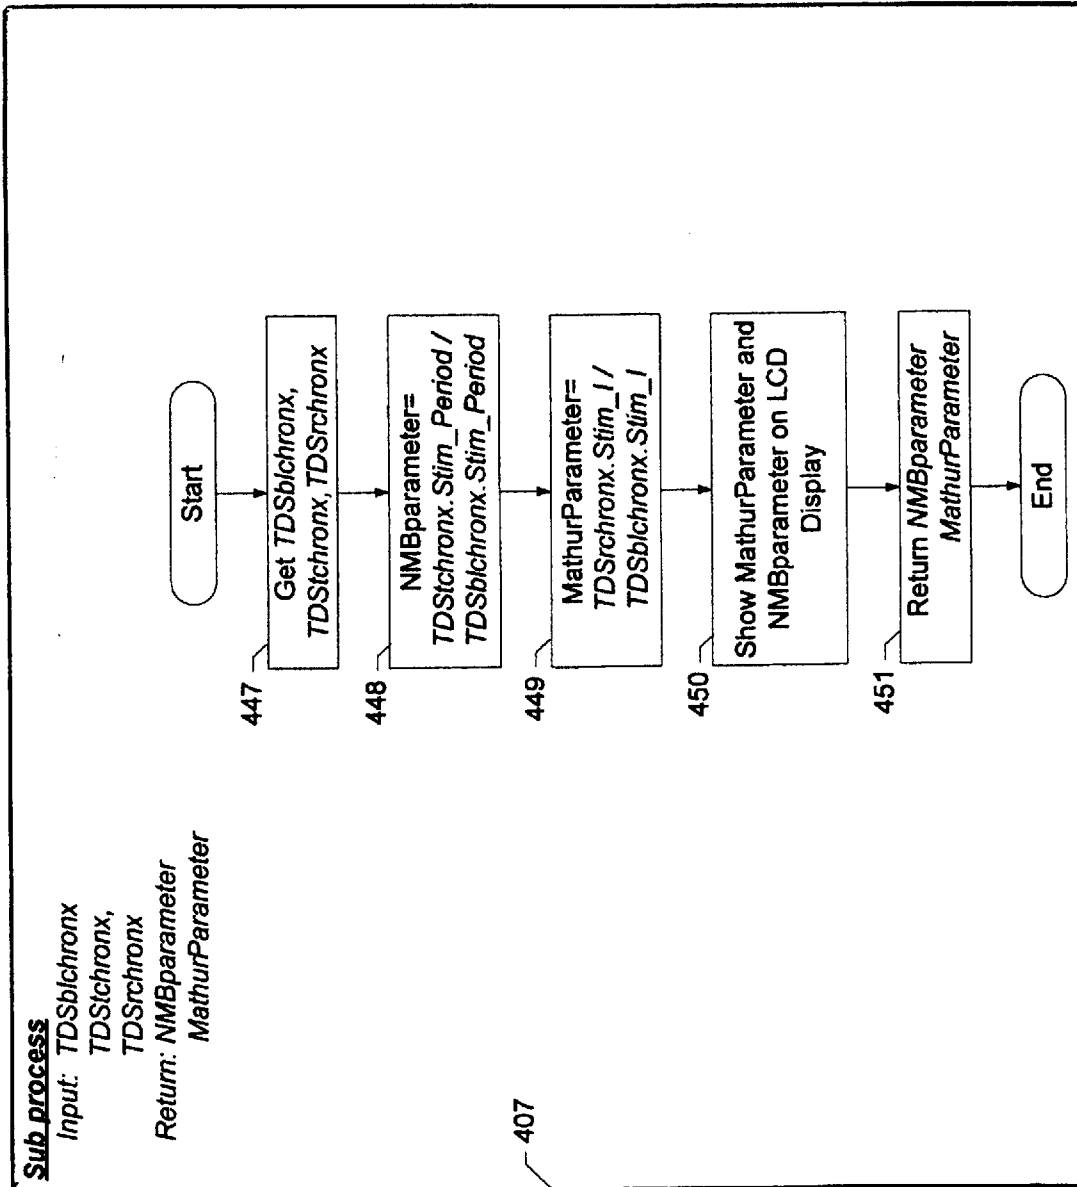 Sub process
Input: TDSblchronx
TDStchronx,
TDSrchronx
Return: NMBparameter
MathurParameter
407
Start
447
Get TDSblchronx,
TDStchronx, TDSrchronx
448
NMBparameter=
TDStchronx.Stim_Period /
TDSblchronx.Stim_Period
449
MathurParameter=
TDSrchronx.Stim_I /
TDSblchronx.Stim_I
450
Show MathurParameter and
NMBparameter on LCD
Display
451
Return NMBparameter
MathurParameter
End